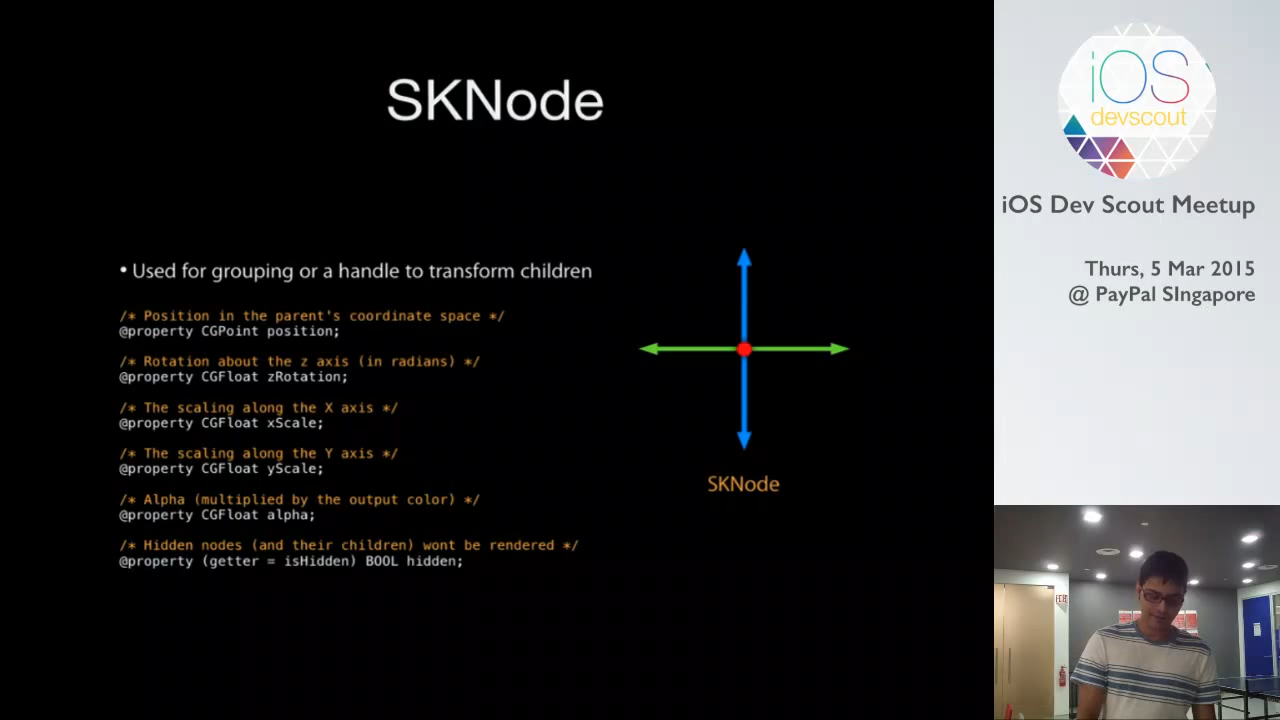 SKNode
• Used for grouping or a handle to transform children
/* Position in the parent's coordinate space */
@property CGPoint position;
/* Rotation about the z axis (in radians) */
@property CGFloat zRotation;
/* The scaling along the X axis */
@property CGFloat xScale;
/* The scaling along the Y axis */
@property CGFloat yScale;
/* Alpha (multiplied by the output color) */
@property CGFloat alpha;
/* Hidden nodes (and their children) wont be rendered */
@property (getter = isHidden) BOOL hidden;
SKNode
iOS
devscout
iOS Dev Scout Meetup
Thurs, 5 Mar 2015
@ PayPal SIngapore